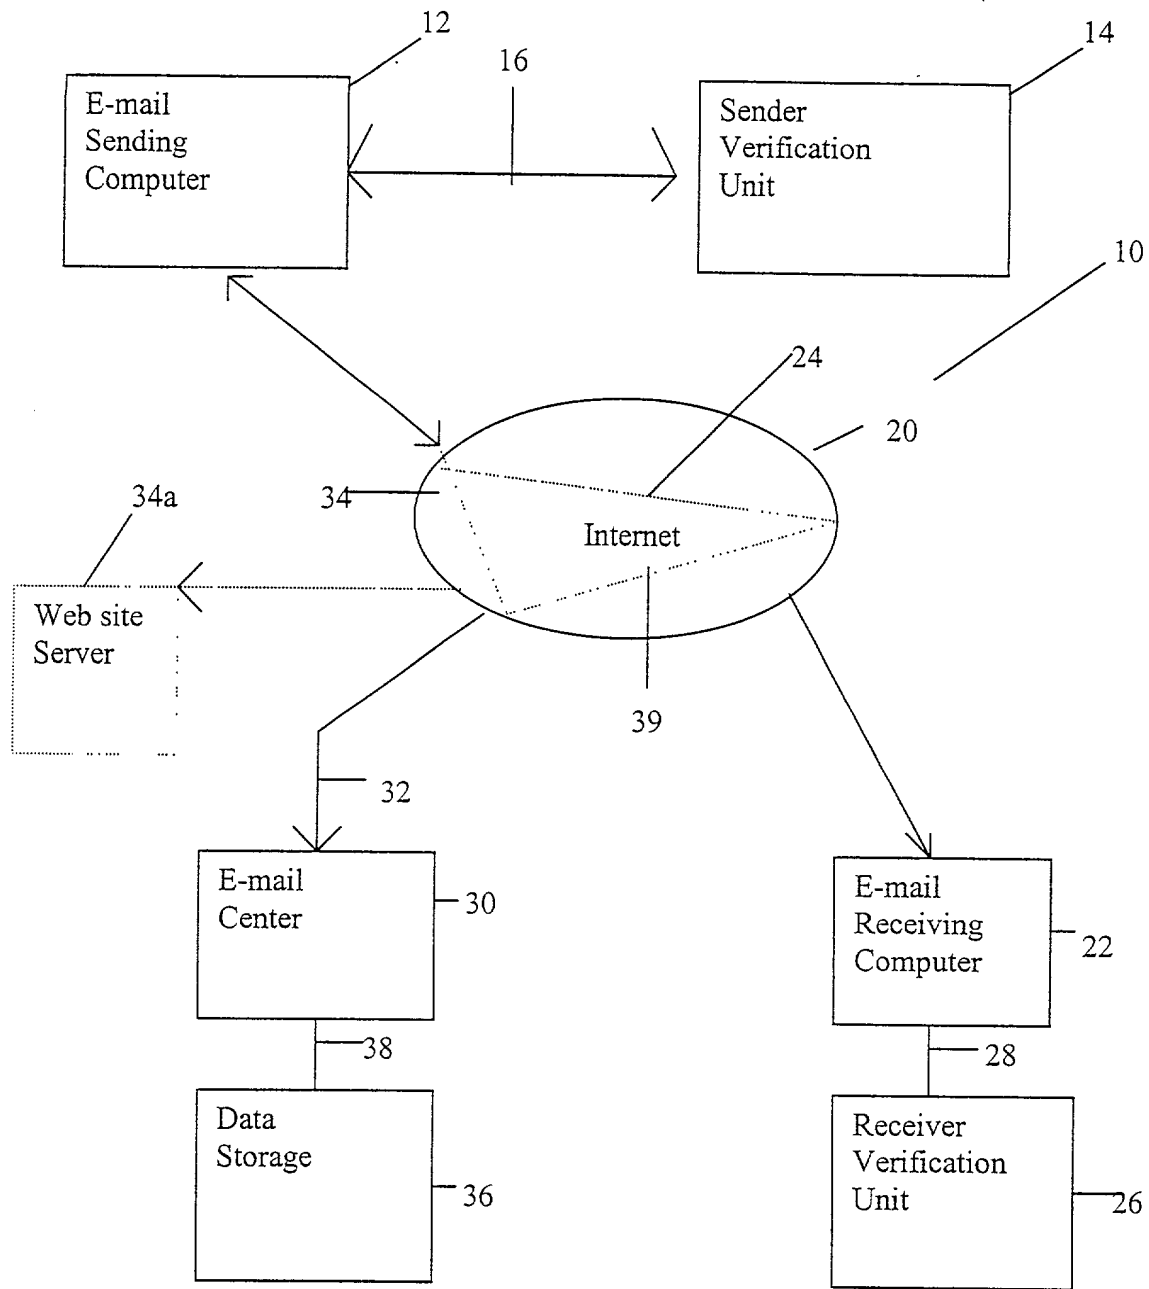 12
16
14
E-mail
Sending
Computer
Sender
Verification
Unit
10
24
20
34a
34
Internet
Web site
Server
39
32
E-mail
Center
30
E-mail
Receiving
Computer
22
38
28
Data
Storage
36
Receiver
Verification
Unit
26